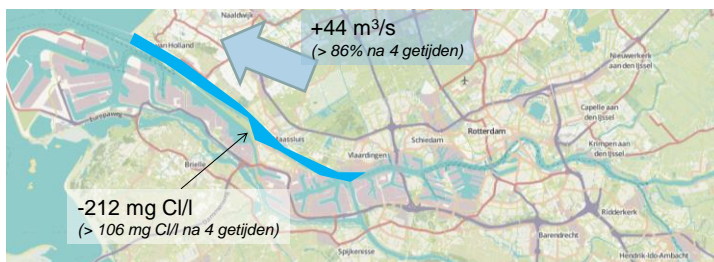 Naaldwijk
+44 m³/s
(> 86% na 4 getijden)
van Holland
Nieuwerkerk
aan den IJssel
Europaweg
Capelle aan
den IJssel
Maassluis
Schiedam
Rotterdam
Krimpen aan
den IJssel
Vlaardingen
Brielle
-212 mg Cl/l
(> 106 mg Cl/l na 4 getijden)
Ridderkerk
Barendrecht
Spijkenisse
Hendrik-Ido-Ambacht